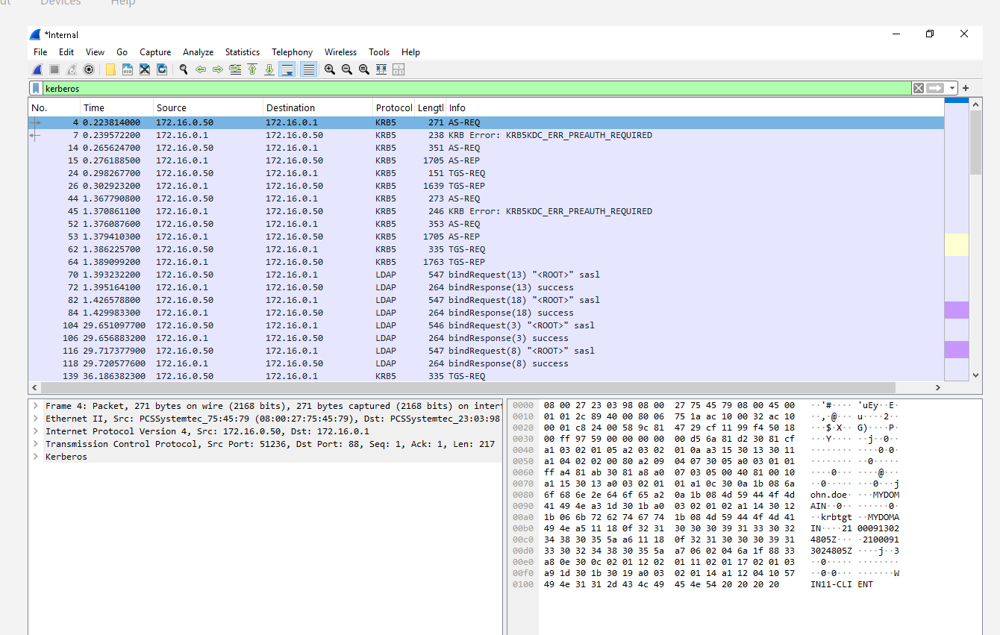 ut Devices Help
*Internal
File Edit View Go Capture Analyze Statistics Telephony Wireless Tools Help
kerberos
No. Time Source Destination Protocol Lengtl Info
4 0.223814000 172.16.0.50 172.16.0.1 KRB5 271 AS-REQ
7 0.239572200 172.16.0.1 172.16.0.50 KRB5 238 KRB Error: KRB5KDC_ERR_PREAUTH_REQUIRED
14 0.265624700 172.16.0.50 172.16.0.1 KRB5 351 AS-REQ
15 0.276188500 172.16.0.1 172.16.0.50 KRB5 1705 AS-REP
24 0.298267700 172.16.0.50 172.16.0.1 KRB5 151 TGS-REQ
26 0.302923200 172.16.0.1 172.16.0.50 KRB5 1639 TGS-REP
44 1.367790800 172.16.0.50 172.16.0.1 KRB5 273 AS-REQ
45 1.370861100 172.16.0.1 172.16.0.50 KRB5 246 KRB Error: KRB5KDC_ERR_PREAUTH_REQUIRED
52 1.376087600 172.16.0.50 172.16.0.1 KRB5 353 AS-REQ
53 1.379410300 172.16.0.1 172.16.0.50 KRB5 1705 AS-REP
62 1.386225700 172.16.0.50 172.16.0.1 KRB5 335 TGS-REQ
64 1.389099200 172.16.0.1 172.16.0.50 KRB5 1763 TGS-REP
70 1.393232200 172.16.0.50 172.16.0.1 LDAP 547 bindRequest(13) "<ROOT>" sasl
72 1.395164100 172.16.0.1 172.16.0.50 LDAP 264 bindResponse(13) success
82 1.426578800 172.16.0.50 172.16.0.1 LDAP 547 bindRequest(18) "<ROOT>" sasl
84 1.429983300 172.16.0.1 172.16.0.50 LDAP 264 bindResponse(18) success
104 29.651097700 172.16.0.50 172.16.0.1 LDAP 546 bindRequest(3) "<ROOT>" sasl
106 29.656883200 172.16.0.1 172.16.0.50 LDAP 264 bindResponse(3) success
116 29.717377900 172.16.0.50 172.16.0.1 LDAP 547 bindRequest(8) "<ROOT>" sasl
118 29.720577600 172.16.0.1 172.16.0.50 LDAP 264 bindResponse(8) success
139 36.186382300 172.16.0.50 172.16.0.1 KRB5 335 TGS-REQ
Frame 4: Packet, 271 bytes on wire (2168 bits), 271 bytes captured (2168 bits) on interf
Ethernet II, Src: PCSSystemtec_75:45:79 (08:00:27:75:45:79), Dst: PCSSystemtec_23:03:98
Internet Protocol Version 4, Src: 172.16.0.50, Dst: 172.16.0.1
Transmission Control Protocol, Src Port: 51236, Dst Port: 88, Seq: 1, Ack: 1, Len: 217
Kerberos
0000 08 00 27 23 03 98 08 00 27 75 45 79 08 00 45 00 ··'#···· 'uEy··E·
0010 01 01 2c 89 40 00 80 06 75 1a ac 10 00 32 ac 10 ··,·@··· u····2··
0020 00 01 c8 24 00 58 9c 81 47 29 cf 11 99 f4 50 18 ···$·X·· G)····P·
0030 00 ff 97 59 00 00 00 00 00 d5 6a 81 d2 30 81 cf ···Y···· ··j··0··
0040 a1 03 02 01 05 a2 03 02 01 0a a3 15 30 13 30 11 ········ ····0·0·
0050 a1 04 02 02 00 80 a2 09 04 07 30 05 a0 03 01 01 ········ ··0·····
0060 ff a4 81 ab 30 81 a8 a0 07 03 05 00 40 81 00 10 ····0··· ····@···
0070 a1 15 30 13 a0 03 02 01 01 a1 0c 30 0a 1b 08 6a ··0····· ···0···j
0080 6f 68 6e 2e 64 6f 65 a2 0a 1b 08 4d 59 44 4f 4d ohn.doe· ···MYDOM
0090 41 49 4e a3 1d 30 1b a0 03 02 01 02 a1 14 30 12 AIN··0·· ······0·
00a0 1b 06 6b 72 62 74 67 74 1b 08 4d 59 44 4f 4d 41 ··krbtgt ··MYDOMA
00b0 49 4e a5 11 18 0f 32 31 30 30 30 39 31 33 30 32 IN····21 00091302
00c0 34 38 30 35 5a a6 11 18 0f 32 31 30 30 30 39 31 4805Z··· ·2100091
00d0 33 30 32 34 38 30 35 5a a7 06 02 04 6a 1f 88 33 3024805Z ····j··3
00e0 a8 0e 30 0c 02 01 12 02 01 11 02 01 17 02 01 03 ··0····· ········
00f0 a9 1d 30 1b 30 19 a0 03 02 01 14 a1 12 04 10 57 ··0·0··· ·······W
0100 49 4e 31 31 2d 43 4c 49 45 4e 54 20 20 20 20 IN11-CLI ENT